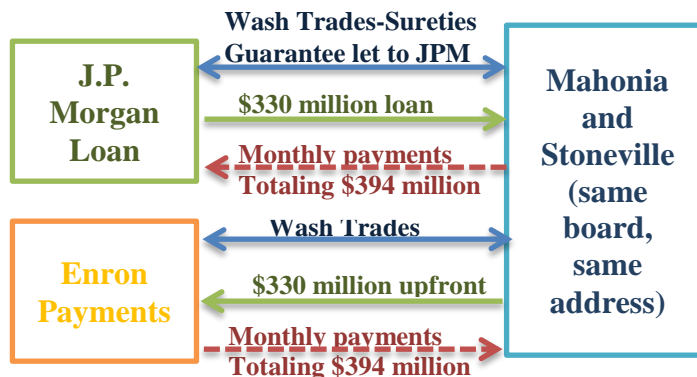 Wash Trades-Sureties
Guarantee let to JPM
J.P.
Morgan
Loan
$330 million loan
Monthly payments
Totaling $394 million
Mahonia
and
Stoneville
(same
board,
same
address)
Wash Trades
Enron
Payments
$330 million upfront
Monthly payments
Totaling $394 million